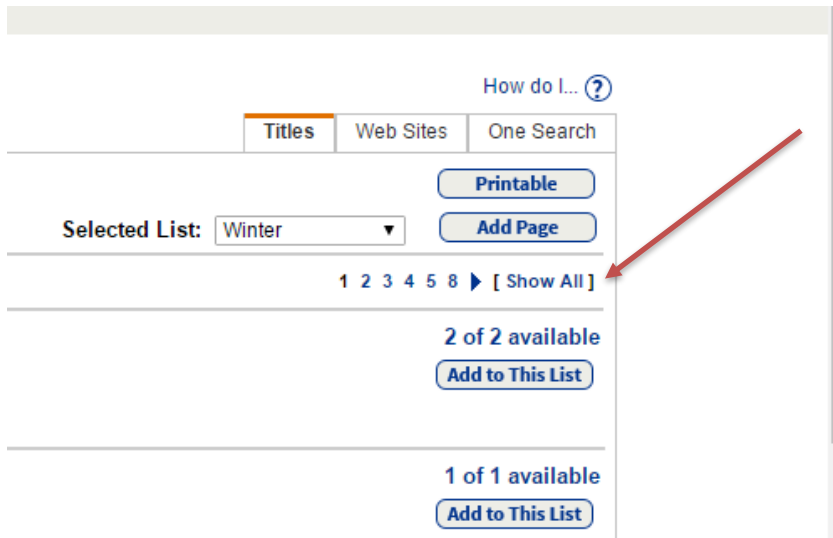 How do I... ?
Titles Web Sites One Search
Printable
Selected List: Winter Add Page
1 2 3 4 5 8 [ Show All ]
2 of 2 available
Add to This List
1 of 1 available
Add to This List